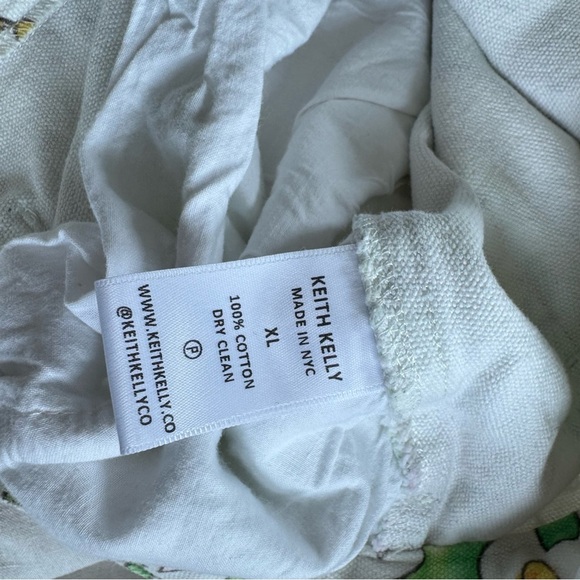 KEITH KELLY
MADE IN NYC
XL
100% COTTON
DRY CLEAN
P
WWW.KEITHKELLY.CO
@KEITHKELLYCO